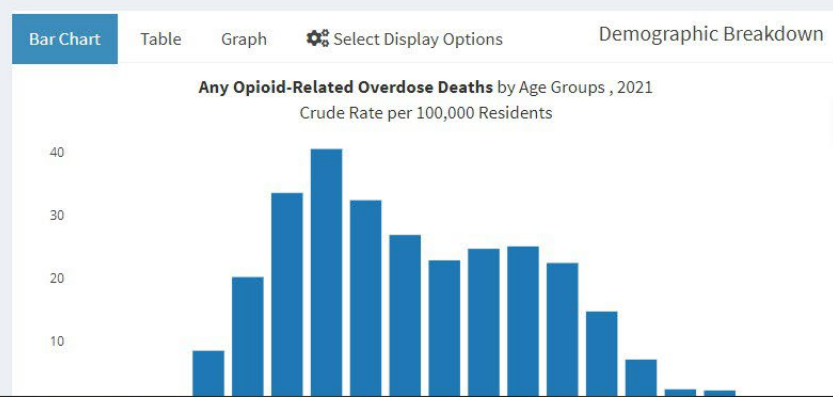 Bar Chart Table Graph Select Display Options Demographic Breakdown
Any Opioid-Related Overdose Deaths by Age Groups , 2021
Crude Rate per 100,000 Residents
40
30
20
10